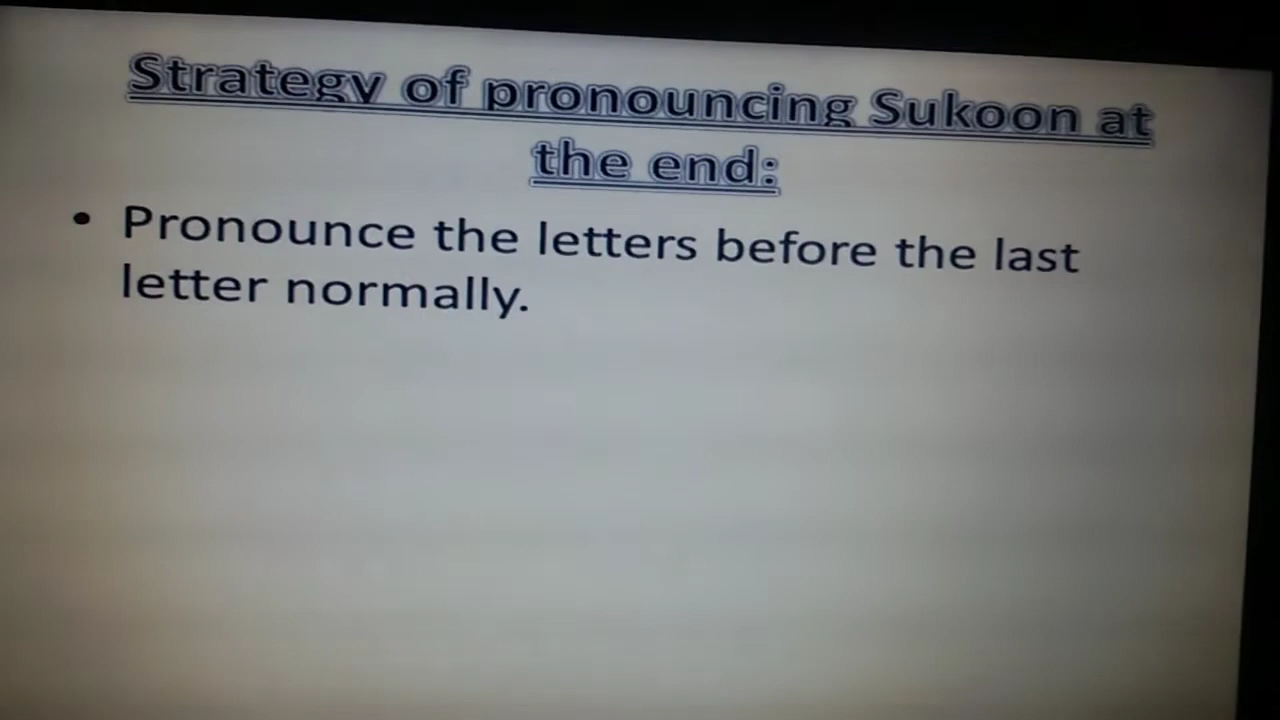 Strategy of pronouncing Sukoon at
the end:
• Pronounce the letters before the last
letter normally.